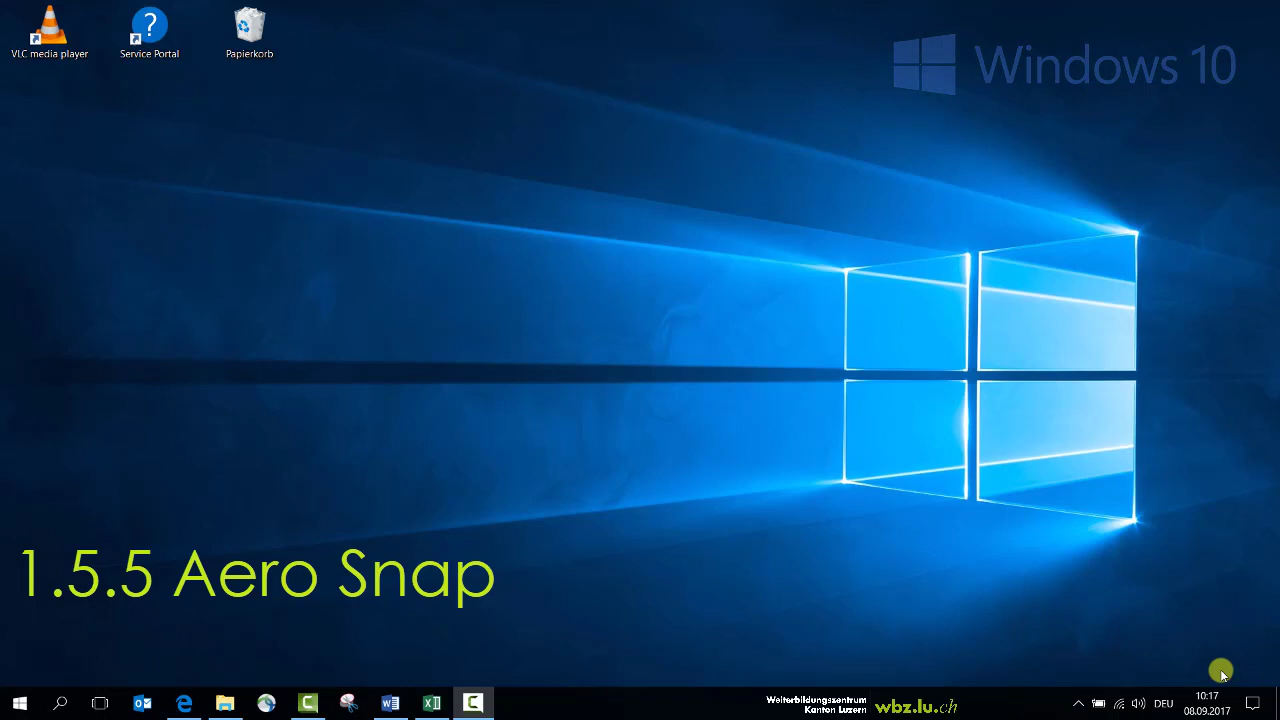 VLC media player
Service Portal
Papierkorb
Windows 10
1.5.5 Aero Snap
Weiterbildungszentrum
Kanton Luzern
wbz.lu.ch
DEU
10:17
08.09.2017